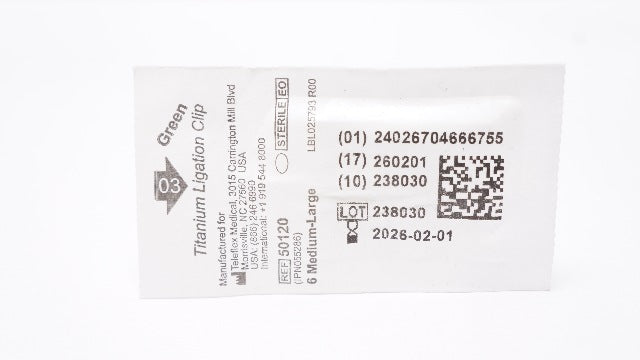 Green
03
Titanium Ligation Clip
Manufactured for
Teleflex Medical, 3015 Carrington Mill Blvd
Morrisville, NC 27560 USA
USA: (866) 246 6990
International: +1 919 544 8000
REF 50120
(IPN055286)
6 Medium-Large
STERILE EO
LBL025793 R00
(01) 24026704666755
(17) 260201
(10) 238030
LOT 238030
2026-02-01